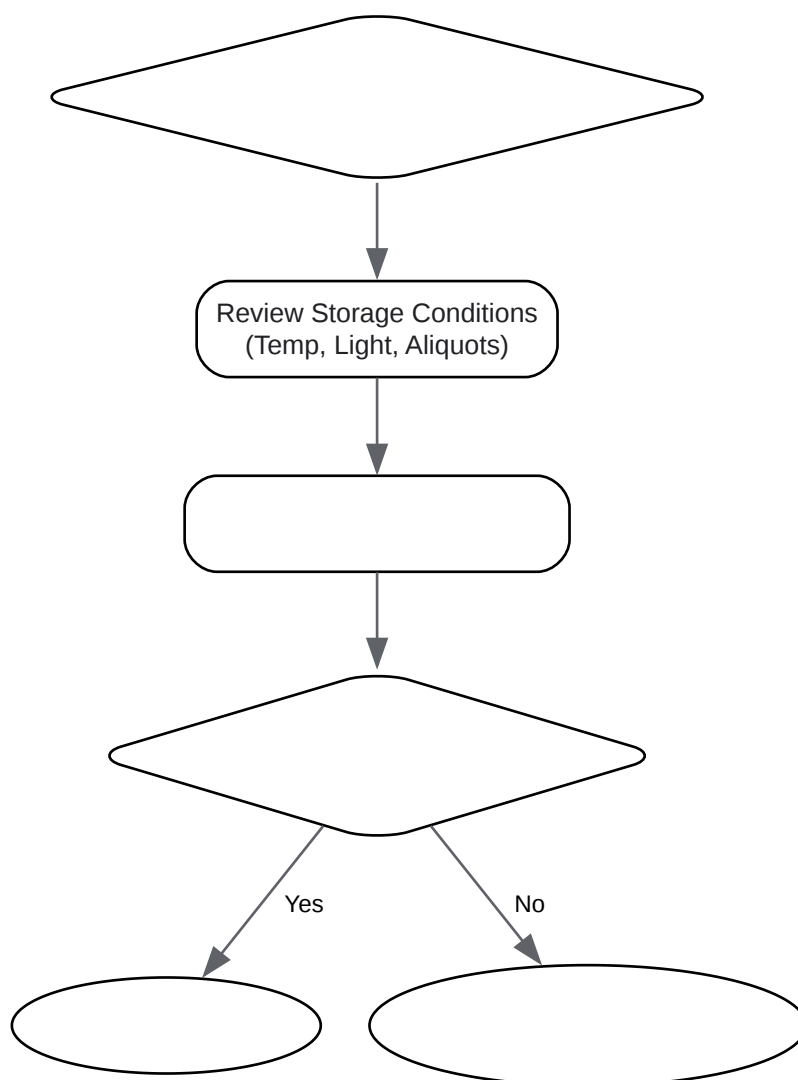 Review Storage Conditions
(Temp, Light, Aliquots)
Yes
No